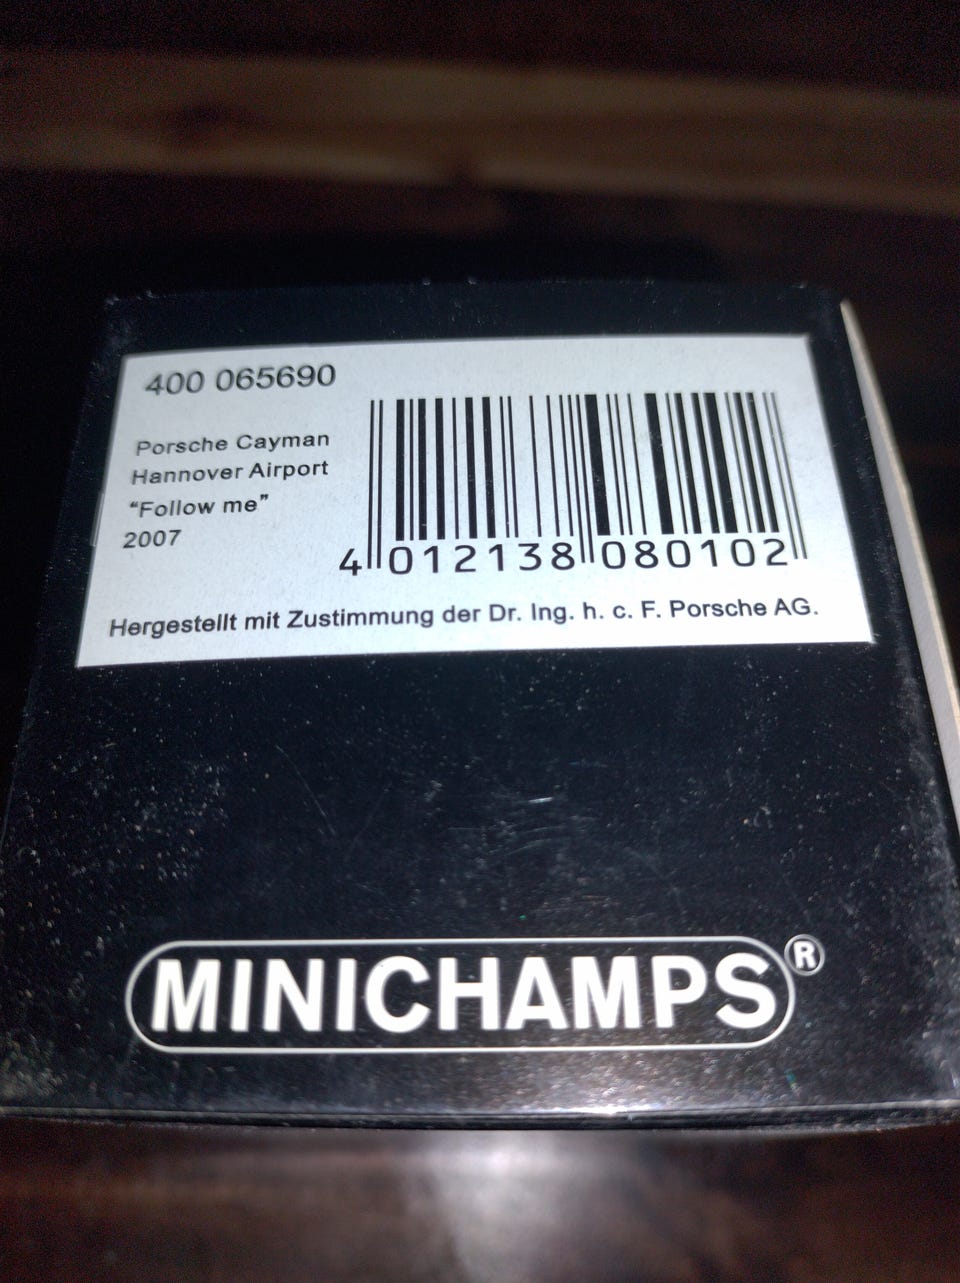 400 065690
Porsche Cayman
Hannover Airport
“Follow me”
2007
4 012138 080102
Hergestellt mit Zustimmung der Dr. Ing. h. c. F. Porsche AG.
MINICHAMPS®